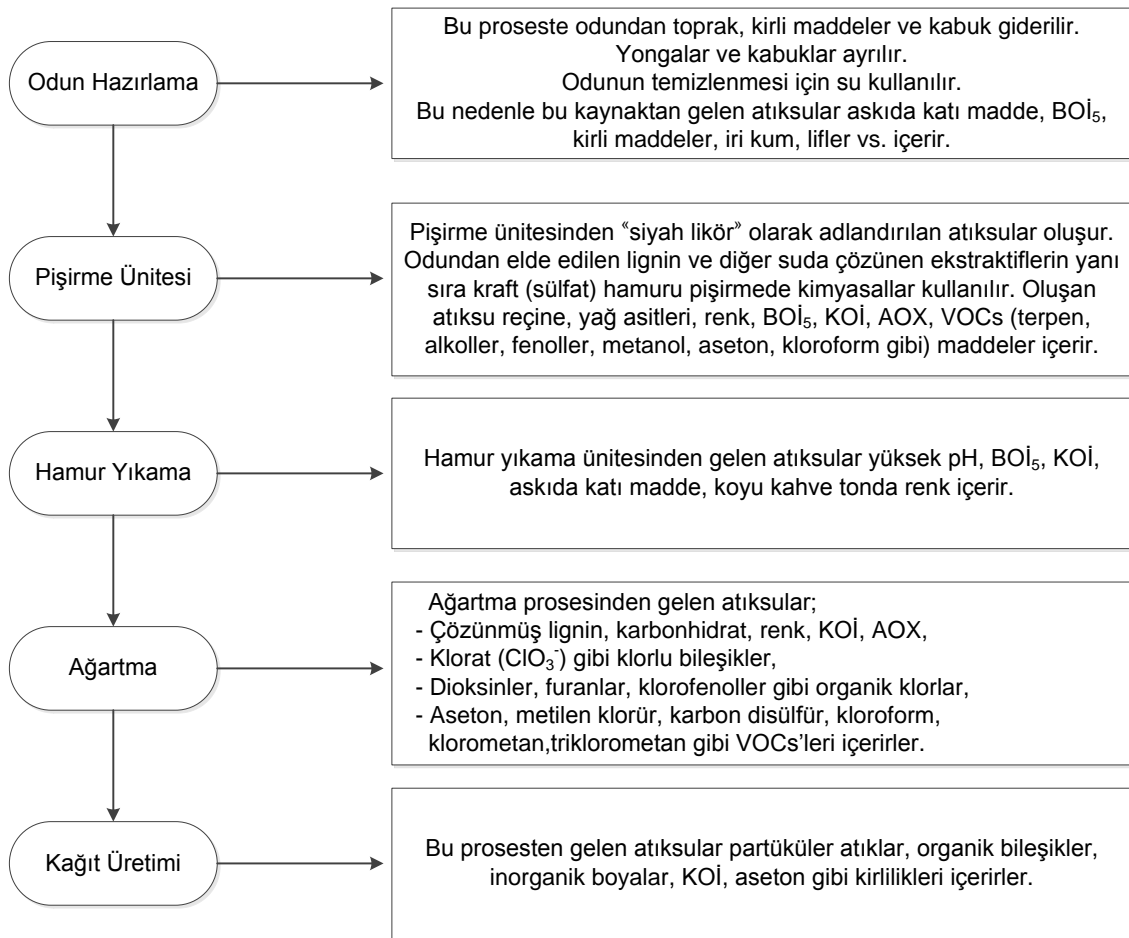 Odun Hazırlama
Bu proseste odundan toprak, kirli maddeler ve kabuk giderilir.
Yongalar ve kabuklar ayrılır.
Odunun temizlenmesi için su kullanılır.
Bu nedenle bu kaynaktan gelen atıksular askıda katı madde, BOİ₅,
kirli maddeler, iri kum, lifler vs. içerir.
Pişirme Ünitesi
Pişirme ünitesinden “siyah likör” olarak adlandırılan atıksular oluşur.
Odundan elde edilen lignin ve diğer suda çözünen ekstraktiflerin yanı
sıra kraft (sülfat) hamuru pişirmede kimyasallar kullanılır. Oluşan
atıksu reçine, yağ asitleri, renk, BOİ₅, KOİ, AOX, VOCs (terpen,
alkoller, fenoller, metanol, aseton, kloroform gibi) maddeler içerir.
Hamur Yıkama
Hamur yıkama ünitesinden gelen atıksular yüksek pH, BOİ₅, KOİ,
askıda katı madde, koyu kahve tonda renk içerir.
Ağartma
Ağartma prosesinden gelen atıksular;
- Çözünmüş lignin, karbonhidrat, renk, KOİ, AOX,
- Klorat (ClO₃⁻) gibi klorlu bileşikler,
- Dioksinler, furanlar, klorofenoller gibi organik klorlar,
- Aseton, metilen klorür, karbon disülfür, kloroform,
klorometan,triklorometan gibi VOCs’leri içerirler.
Kağıt Üretimi
Bu prosesten gelen atıksular partüküler atıklar, organik bileşikler,
inorganik boyalar, KOİ, aseton gibi kirlilikleri içerirler.